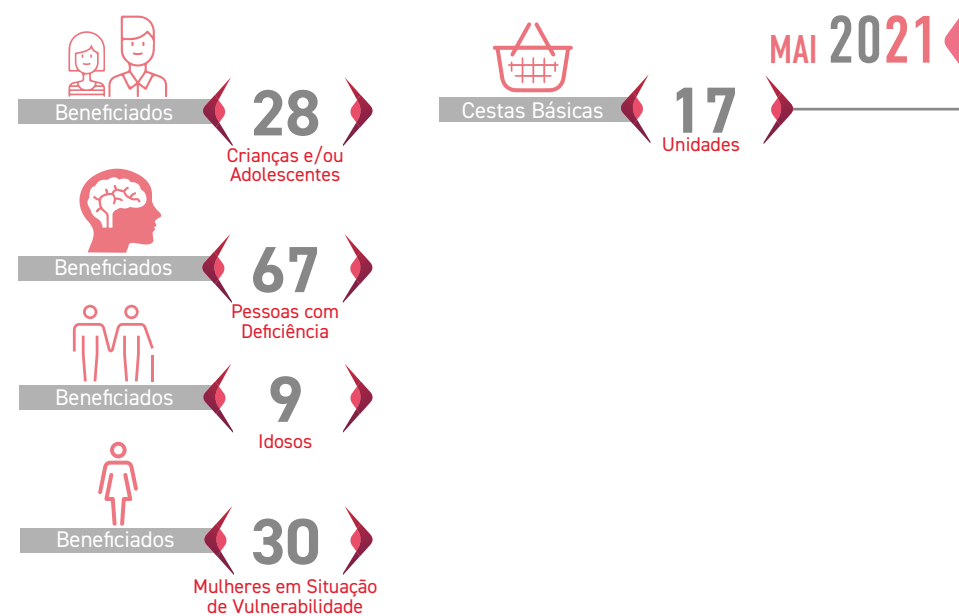 MAI 2021
Beneficiados
28
Crianças e/ou
Adolescentes
Cestas Básicas
17
Unidades
Beneficiados
67
Pessoas com
Deficiência
Beneficiados
9
Idosos
Beneficiados
30
Mulheres em Situação
de Vulnerabilidade